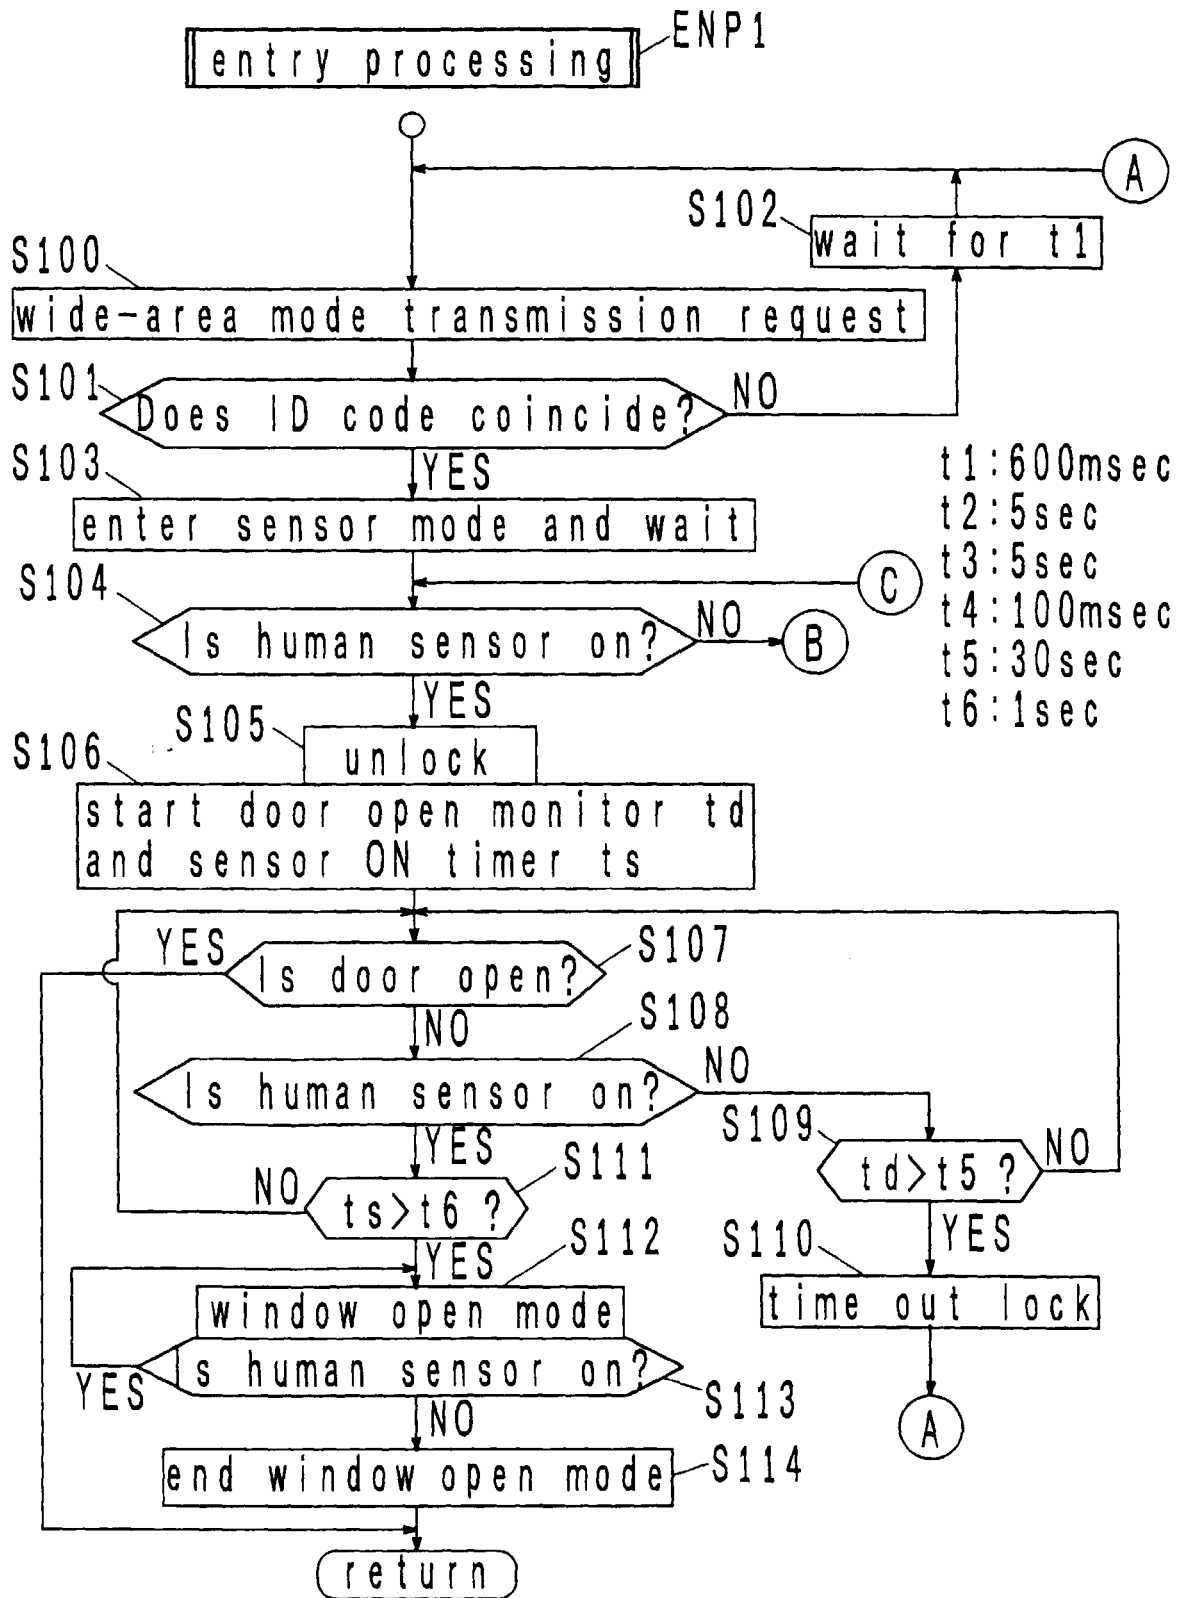 entry processing
ENP1
A
S102
wait for t1
S100
wide-area mode transmission request
S101
Does ID code coincide?
NO
YES
S103
enter sensor mode and wait
t1:600msec
t2:5sec
t3:5sec
t4:100msec
t5:30sec
t6:1sec
C
S104
Is human sensor on?
NO
B
YES
S105
unlock
S106
start door open monitor td
and sensor ON timer ts
YES
Is door open?
S107
NO
S108
Is human sensor on?
NO
YES
S109
td>t5 ?
NO
S111
NO
ts>t6 ?
YES
YES
S112
S110
window open mode
time out lock
Is human sensor on?
YES
S113
NO
A
end window open mode
S114
return